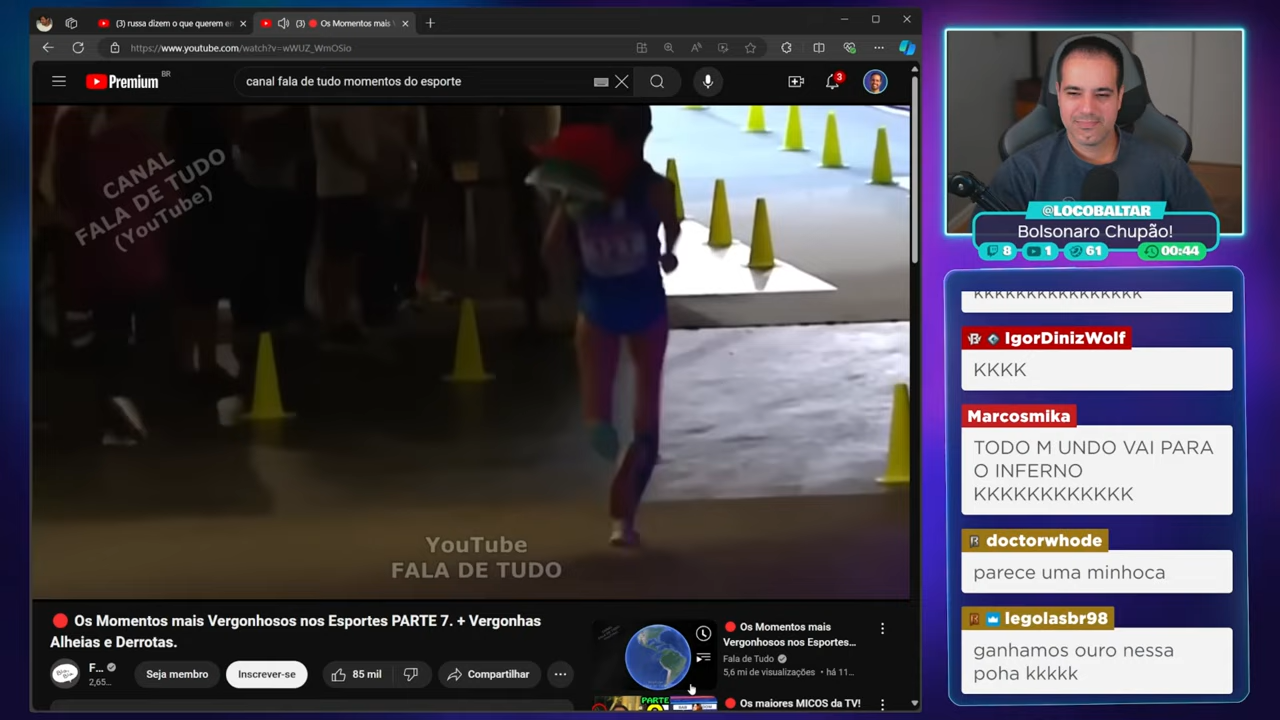 (3) russa dizem o que querem e
(3) 🔴 Os Momentos mais V
https://www.youtube.com/watch?v=wWUZ_WmOSio
Premium BR
canal fala de tudo momentos do esporte
3
CANAL
FALA DE TUDO
(YouTube)
YouTube
FALA DE TUDO
🔴 Os Momentos mais Vergonhosos nos Esportes PARTE 7. + Vergonhas
Alheias e Derrotas.
F...
2,65...
Seja membro
Inscrever-se
85 mil
Compartilhar
🔴 Os Momentos mais
Vergonhosos nos Esportes...
Fala de Tudo
5,6 mi de visualizações • há 11...
PARTE
🔴 Os maiores MICOS da TV!
@LOCOBALTAR
Bolsonaro Chupão!
8 1 61 00:44
KKKKKKKKKKKKKKKK
IgorDinizWolf
KKKK
Marcosmika
TODO M UNDO VAI PARA
O INFERNO
KKKKKKKKKKKK
doctorwhode
parece uma minhoca
legolasbr98
ganhamos ouro nessa
poha kkkkk